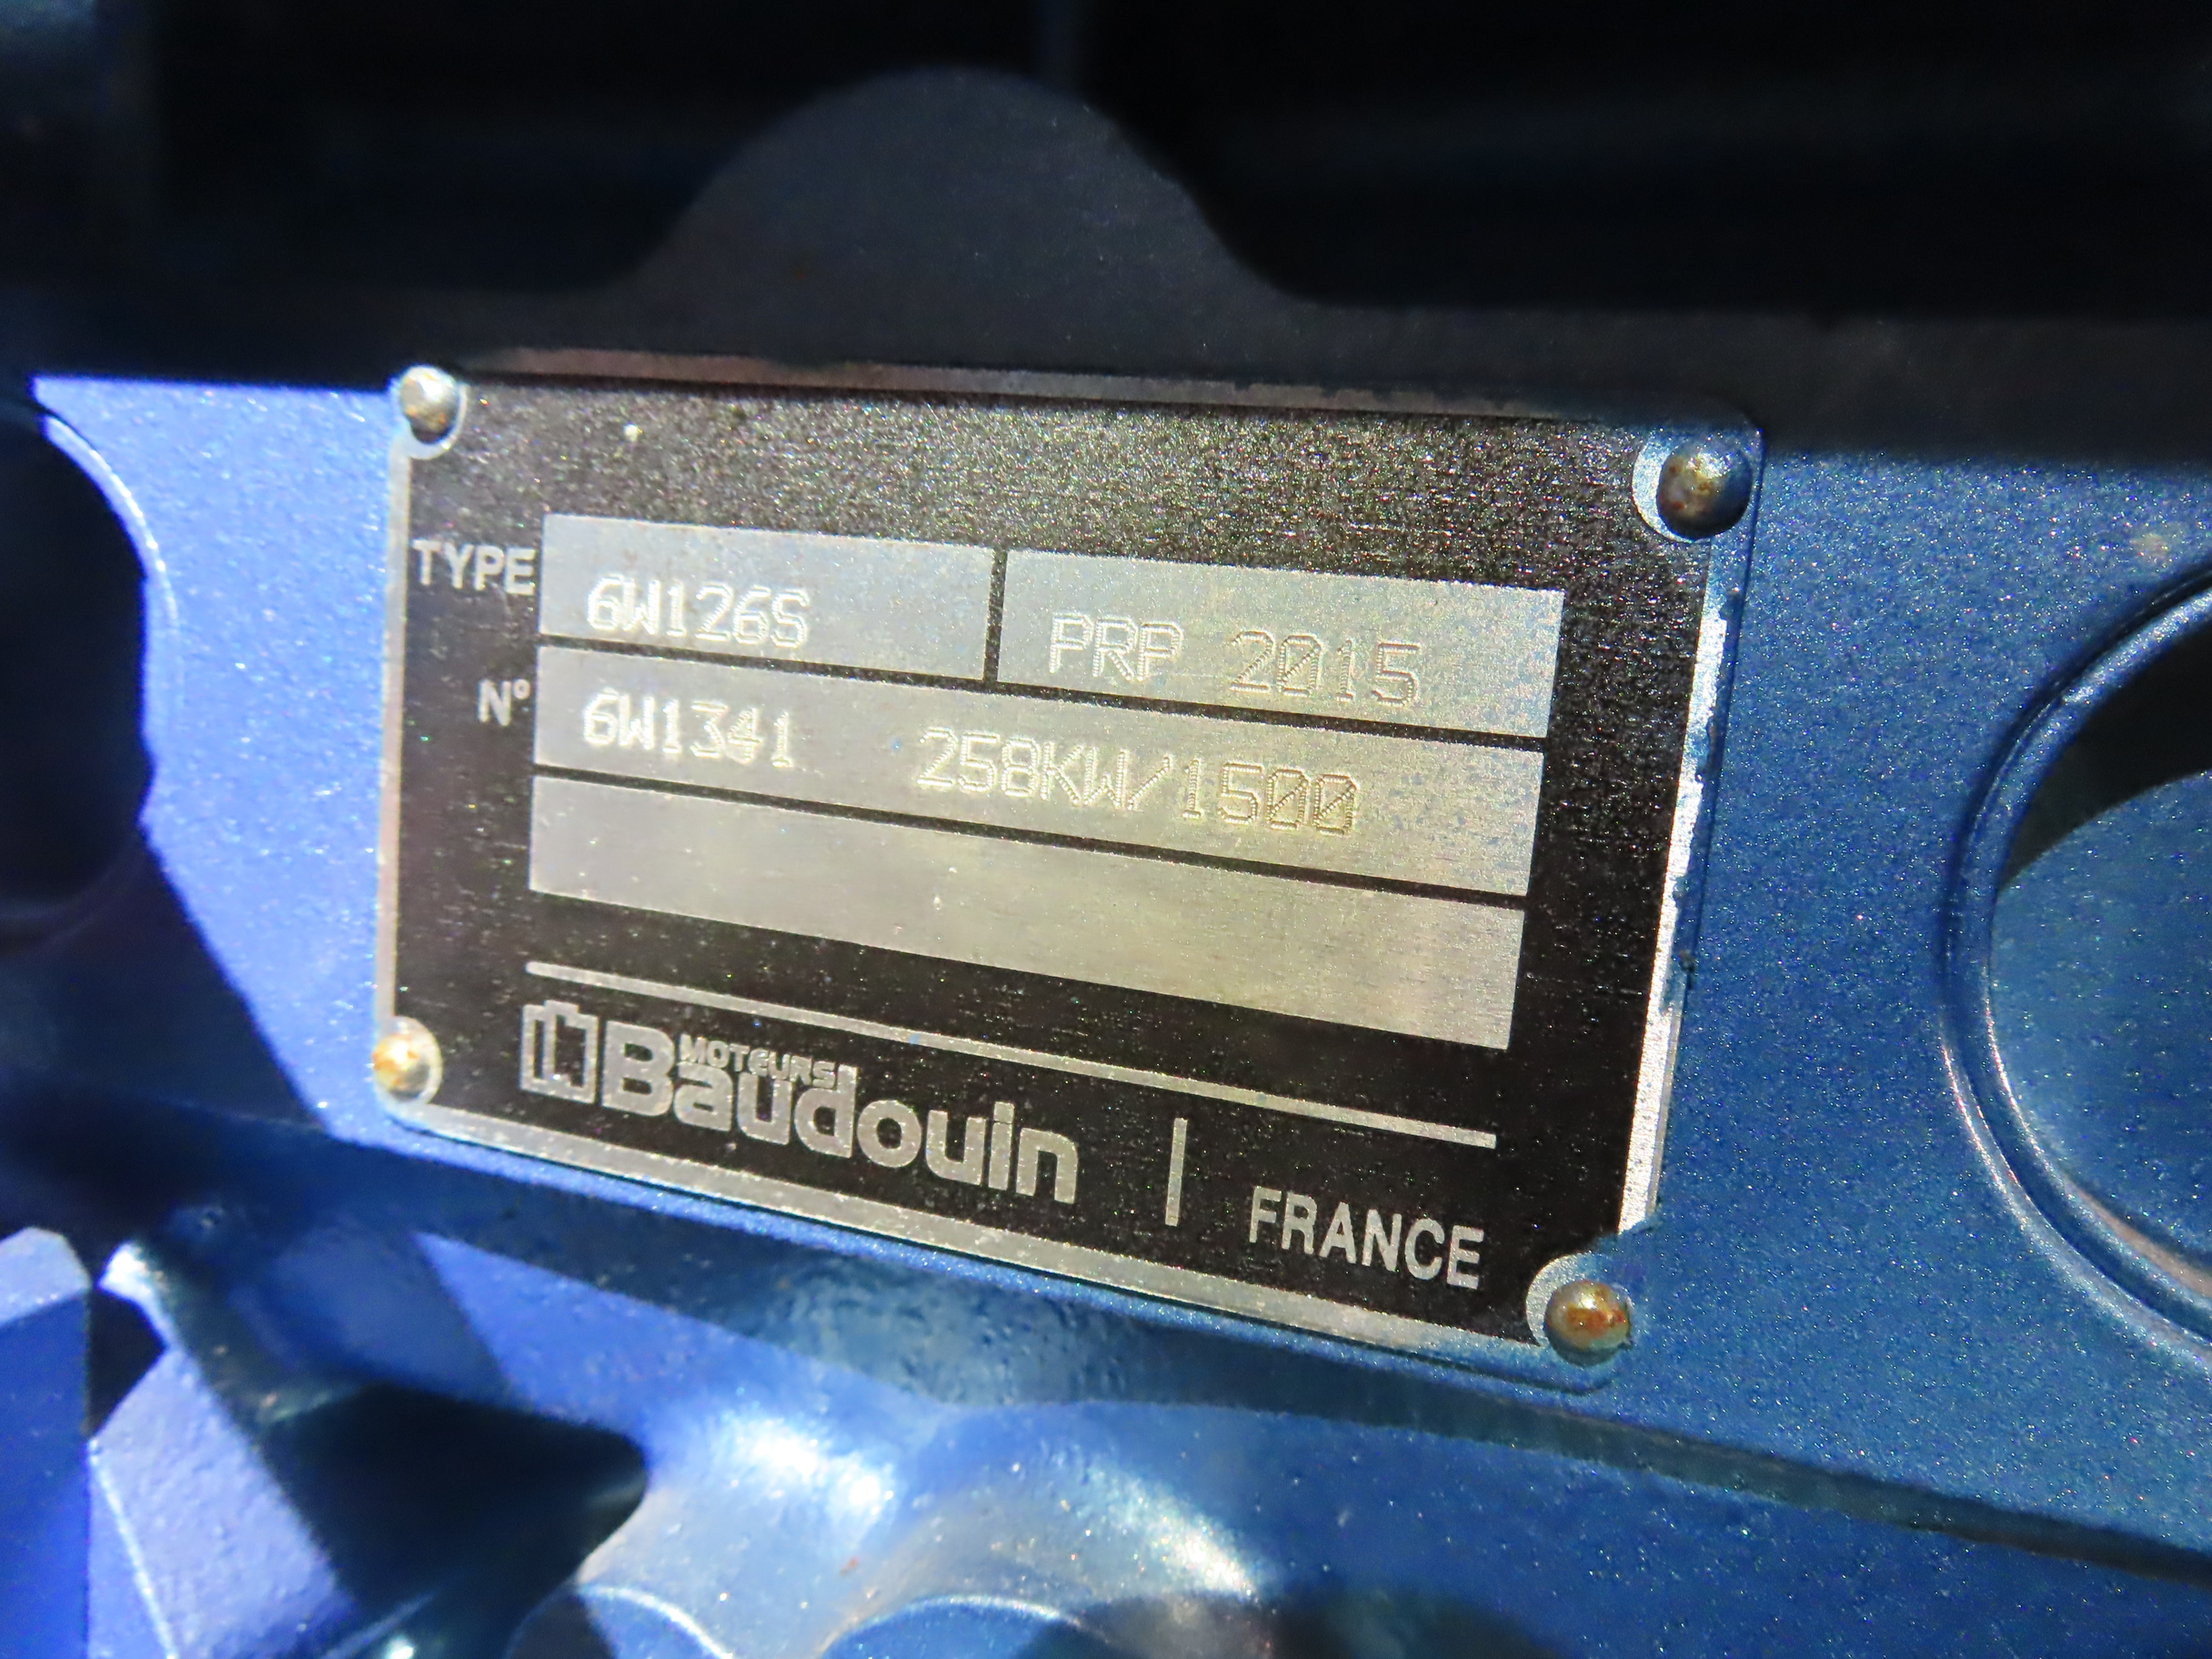 TYPE 6W126S PRP 2015
N° 6W1341 258KW/1500
MOTEURS
Baudouin | FRANCE